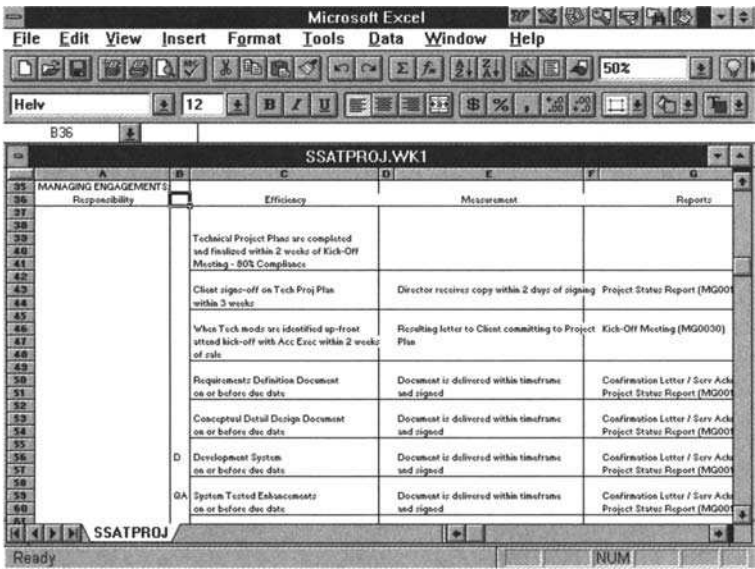 Microsoft Excel
File Edit View Insert Format Tools Data Window Help
50%
Helv 12 B I U $ % ,
B36
SSATPROJ.WK1
A B C D E F G
35 MANAGING ENGAGEMENTS:
36 Responsibility Efficiency Measurement Reports
37
38
39 Technical Project Plans are completed
40 and finalized within 2 weeks of Kick-Off
41 Meeting - 80% Compliance
42
43 Client signs-off on Tech Proj Plan Director receives copy within 2 days of signing Project Status Report (MG001
44 within 3 weeks
45
46 When Tech mods are identified up-front Resulting letter to Client committing to Project Kick-Off Meeting (MG0030)
47 attend kick-off with Acc Exec within 2 weeks Plan
48 of sale
49
50 Requirements Definition Document Document is delivered within timeframe Confirmation Letter / Serv Ackn
51 on or before due date and signed Project Status Report (MG001
52
53 Conceptual Detail Design Document Document is delivered within timeframe Confirmation Letter / Serv Ackn
54 on or before due date and signed Project Status Report (MG001
55
56 D Development System Document is delivered within timeframe Confirmation Letter / Serv Ackn
57 on or before due date and signed Project Status Report (MG001
58
59 QA System Tested Enhancements Document is delivered within timeframe Confirmation Letter / Serv Ackn
60 on or before due date and signed Project Status Report (MG001
61
SSATPROJ
Ready NUM